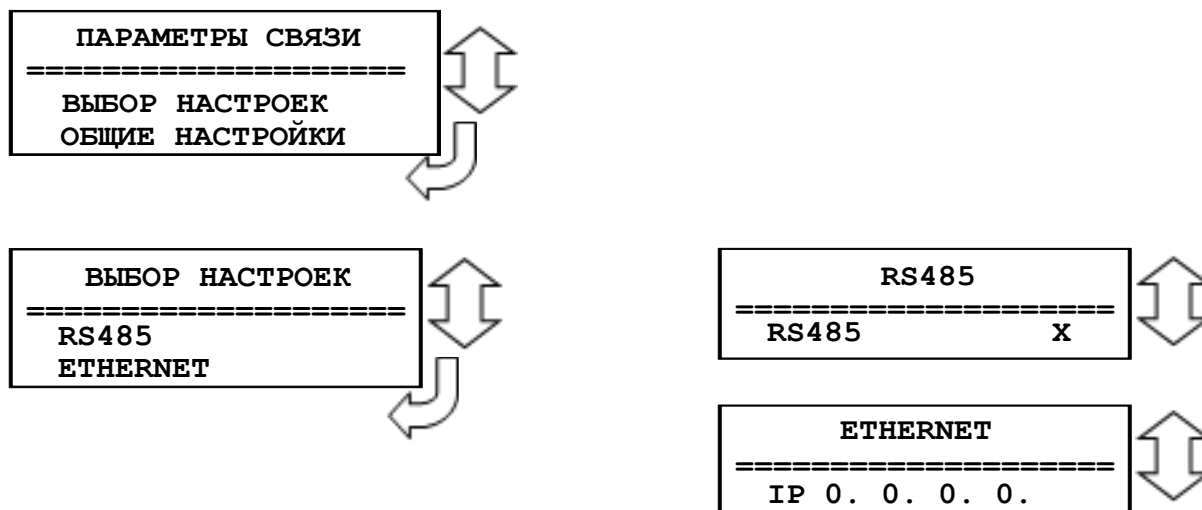 ПАРАМЕТРЫ СВЯЗИ
====================
ВЫБОР НАСТРОЕК
ОБЩИЕ НАСТРОЙКИ
ВЫБОР НАСТРОЕК
====================
RS485
ETHERNET
RS485
====================
RS485 X
ETHERNET
====================
IP 0. 0. 0. 0.